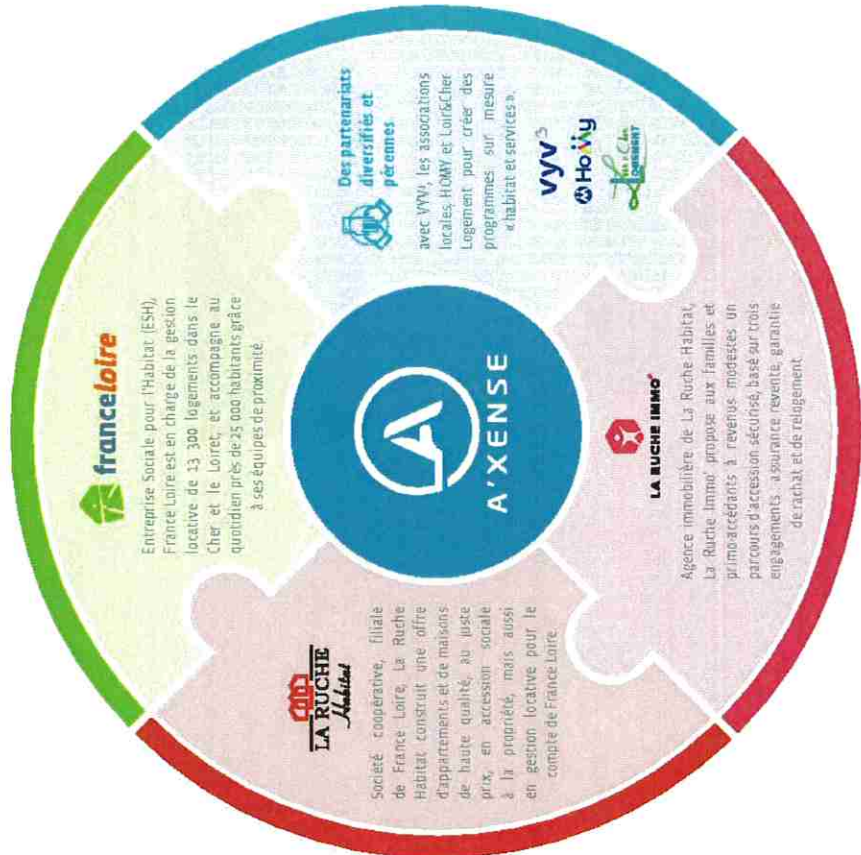 franceloire
Entreprise Sociale pour l'Habitat (ESH),
France Loire est en charge de la gestion
locative de 13 300 logements dans le
Cher et le Loiret, et accompagne au
quotidien près de 25 000 habitants grâce
à ses équipes de proximité
LA RUCHE
Habitat
Société coopérative, filiale
de France Loire, La Ruche
Habitat construit une offre
d'appartements et de maisons
de haute qualité, au juste
prix, en accession sociale
à la propriété, mais aussi
en gestion locative pour le
compte de France Loire
A'XENSE
Des partenariats
diversifiés et
pérennes
avec VYV³, les associations
locales, HOMY et Loir&Cher
Logement pour créer des
programmes sur mesure
« habitat et services ».
vyv³
Homy
Loir & Cher
LOGEMENT
LA RUCHE IMMO
Agence immobilière de La Ruche Habitat,
La Ruche Immo propose aux familles et
primo-accédants à revenus modestes un
parcours d'accession sécurisé, basé sur trois
engagements : assurance revente, garantie
de rachat et de relogement